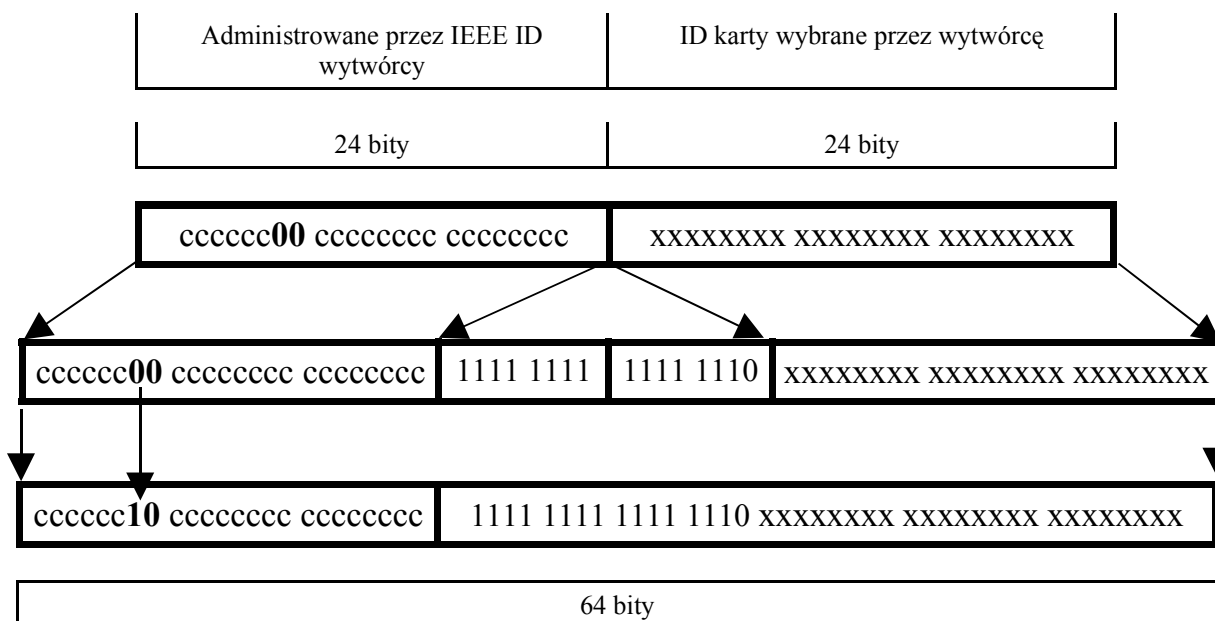 Administrowane przez IEEE ID
wytwórcy
ID karty wybrane przez wytwórcę
24 bity
24 bity
cccccc00 cccccccc cccccccc
xxxxxxxx xxxxxxxx xxxxxxxx
cccccc00 cccccccc cccccccc
1111 1111
1111 1110
xxxxxxxx xxxxxxxx xxxxxxxx
cccccc10 cccccccc cccccccc
1111 1111 1111 1110 xxxxxxxx xxxxxxxx xxxxxxxx
64 bity